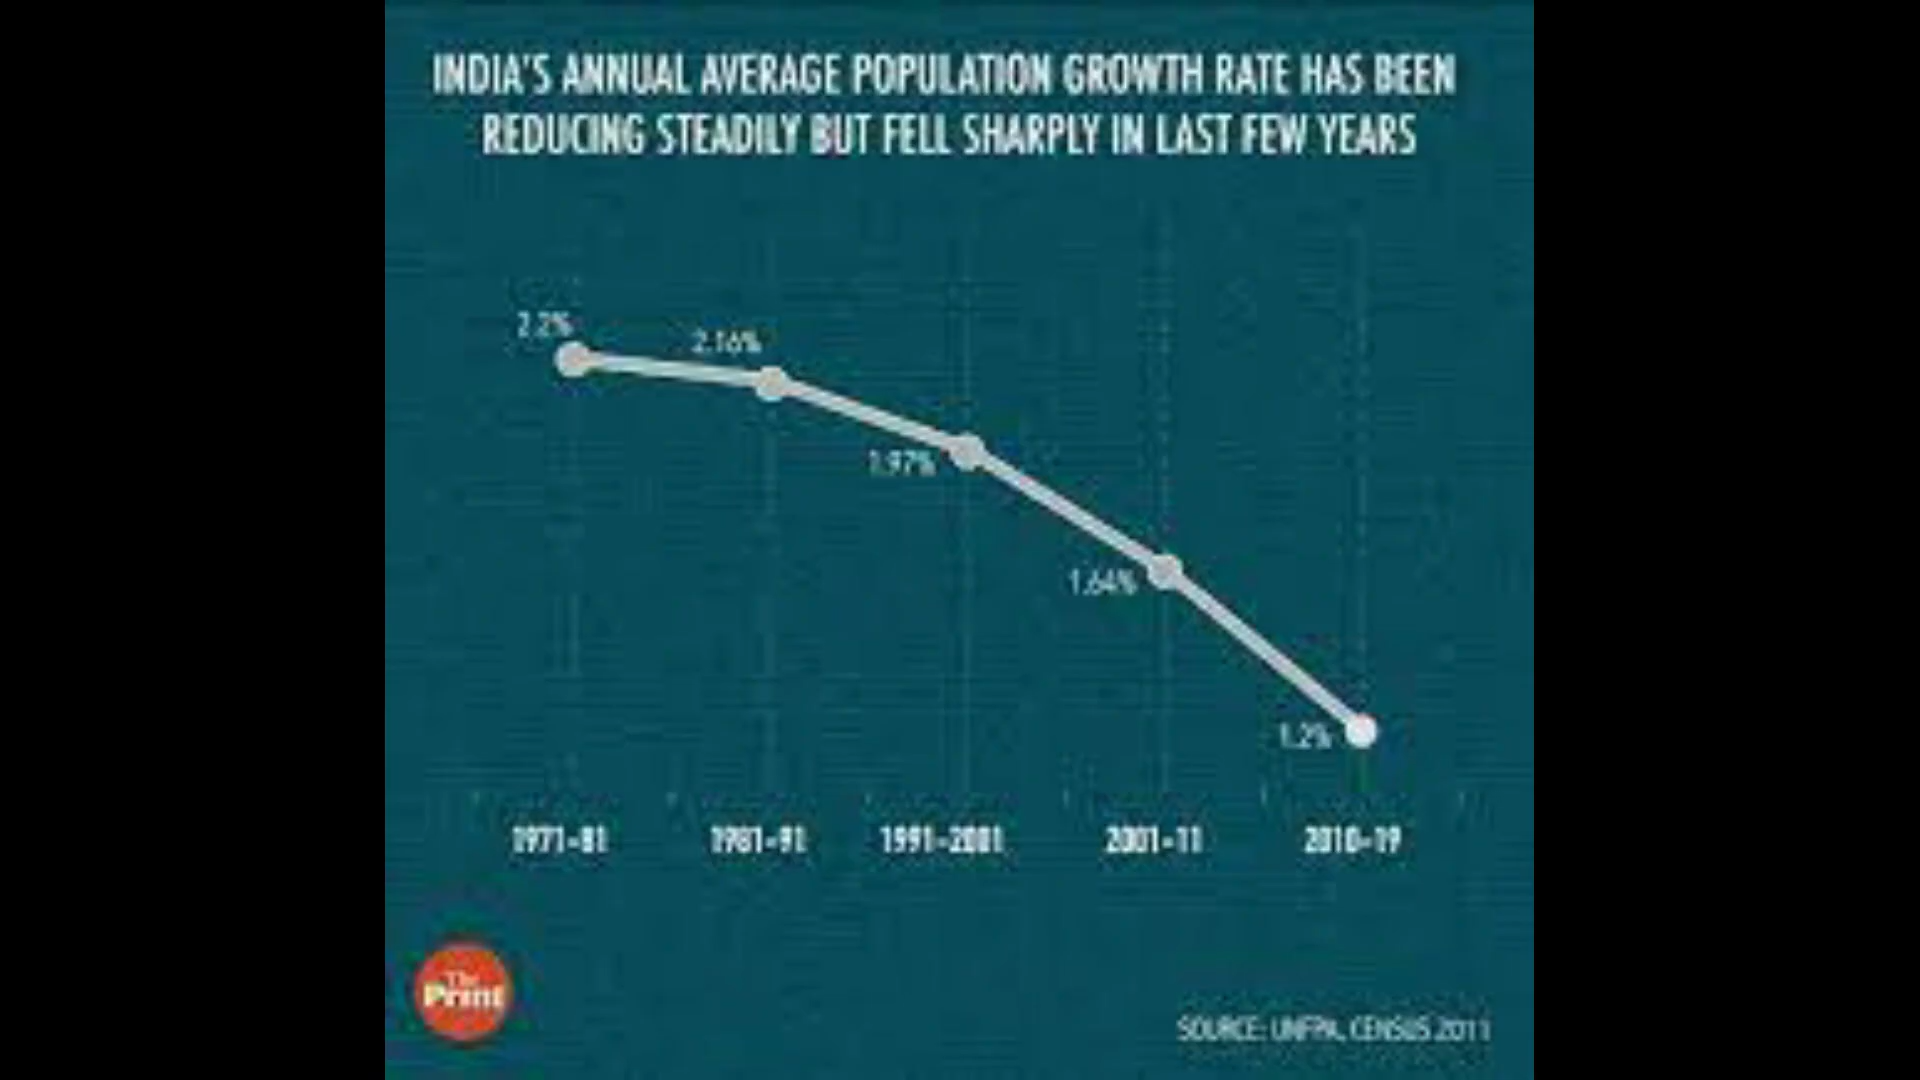 INDIA'S ANNUAL AVERAGE POPULATION GROWTH RATE HAS BEEN
REDUCING STEADILY BUT FELL SHARPLY IN LAST FEW YEARS
2.2%
2.16%
1.97%
1.64%
1.2%
1971-81
1981-91
1991-2001
2001-11
2010-19
The
Print
SOURCE: UNFPA, CENSUS 2011